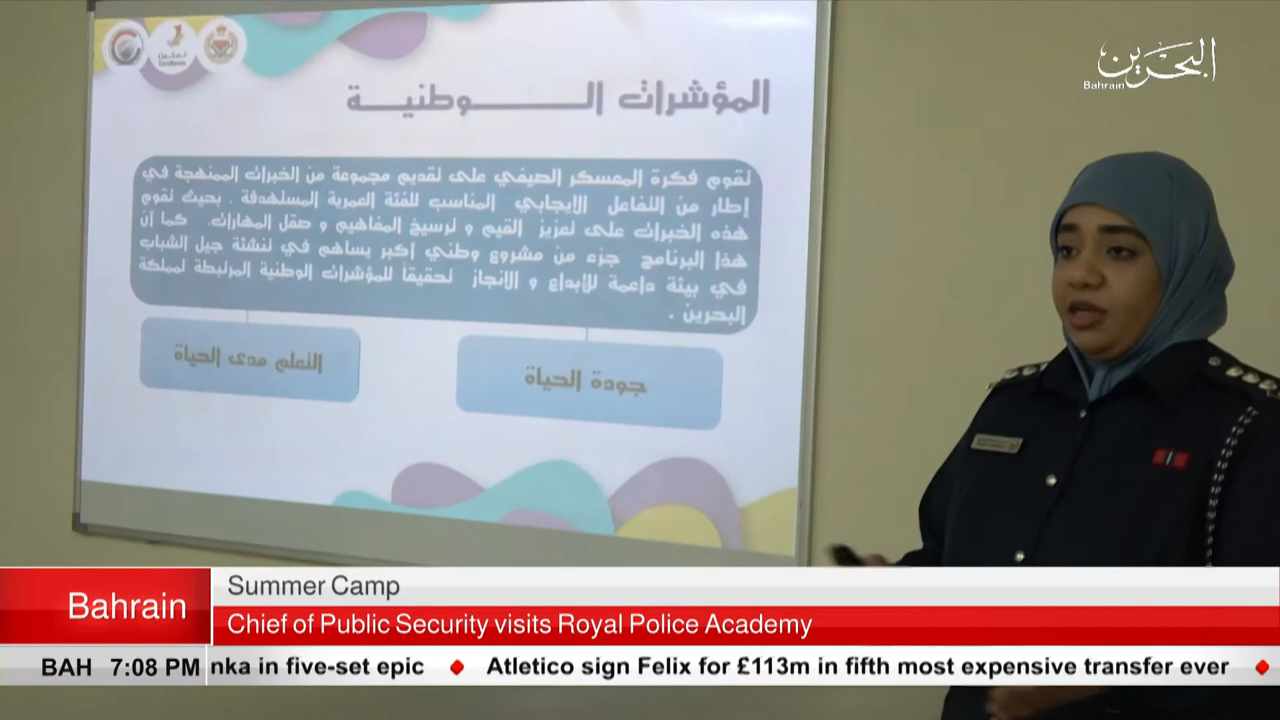 البحرين
Bahrain
المؤشرات الوطنية
تقوم فكرة المعسكر الصيفي على تقديم مجموعة من الخبرات الممنهجة في
إطار من التفاعل الإيجابي المناسب للفئة العمرية المستهدفة . بحيث تقوم
هذه الخبرات على تعزيز القيم و ترسيخ المفاهيم و صقل المهارات. كما أن
هذا البرنامج جزء من مشروع وطني أكبر يساهم في تنشئة جيل الشباب
في بيئة داعمة للأبداع و الانجاز تحقيقاً للمؤشرات الوطنية المرتبطة لمملكة
البحرين .
جودة الحياة
التعلم مدى الحياة
Bahrain
Summer Camp
Chief of Public Security visits Royal Police Academy
BAH 7:08 PM nka in five-set epic ♦ Atletico sign Felix for £113m in fifth most expensive transfer ever ♦